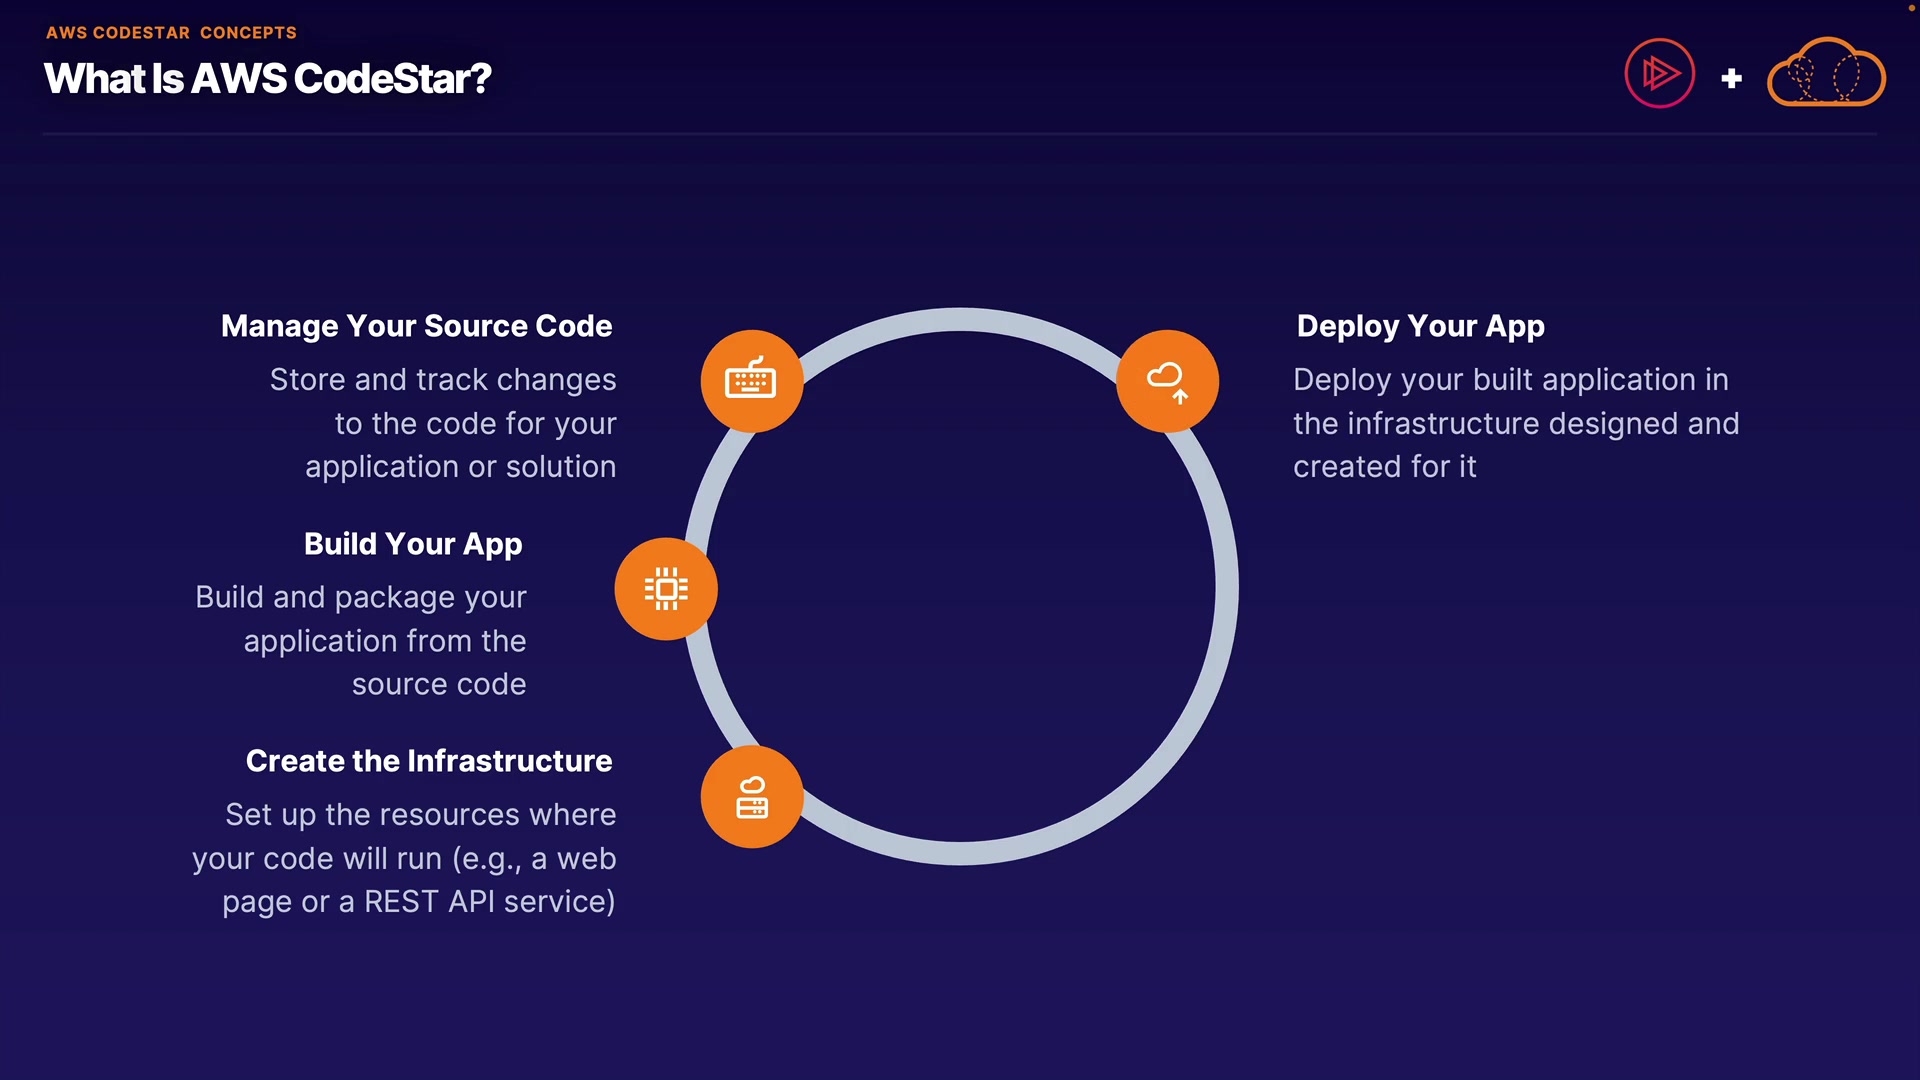 AWS CODESTAR CONCEPTS
What Is AWS CodeStar?
Manage Your Source Code
Store and track changes
to the code for your
application or solution
Build Your App
Build and package your
application from the
source code
Create the Infrastructure
Set up the resources where
your code will run (e.g., a web
page or a REST API service)
Deploy Your App
Deploy your built application in
the infrastructure designed and
created for it